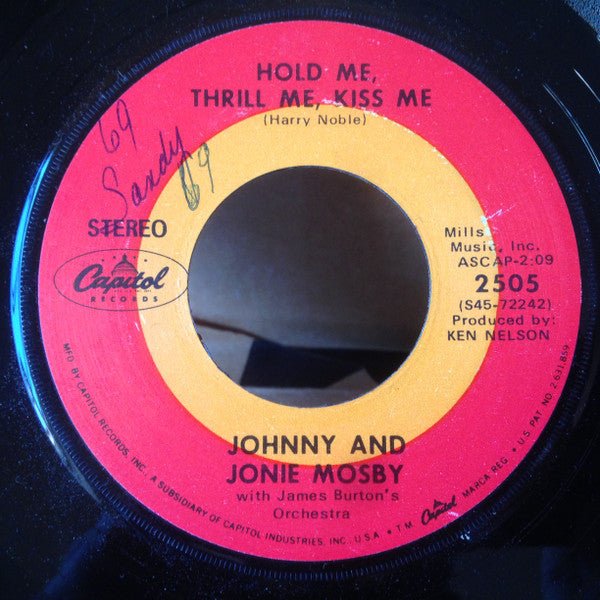 HOLD ME,
THRILL ME, KISS ME
(Harry Noble)
69
Sandy
69
STEREO
Capitol
RECORDS
Mills
Music, Inc.
ASCAP-2:09
2505
(S45-72242)
Produced by:
KEN NELSON
JOHNNY AND
JONIE MOSBY
with James Burton's
Orchestra
MFD. BY CAPITOL RECORDS, INC. • A SUBSIDIARY OF CAPITOL INDUSTRIES, INC., U.S.A. • T.M. Capitol MARCA REG. • U.S. PAT. NO. 2,631,859